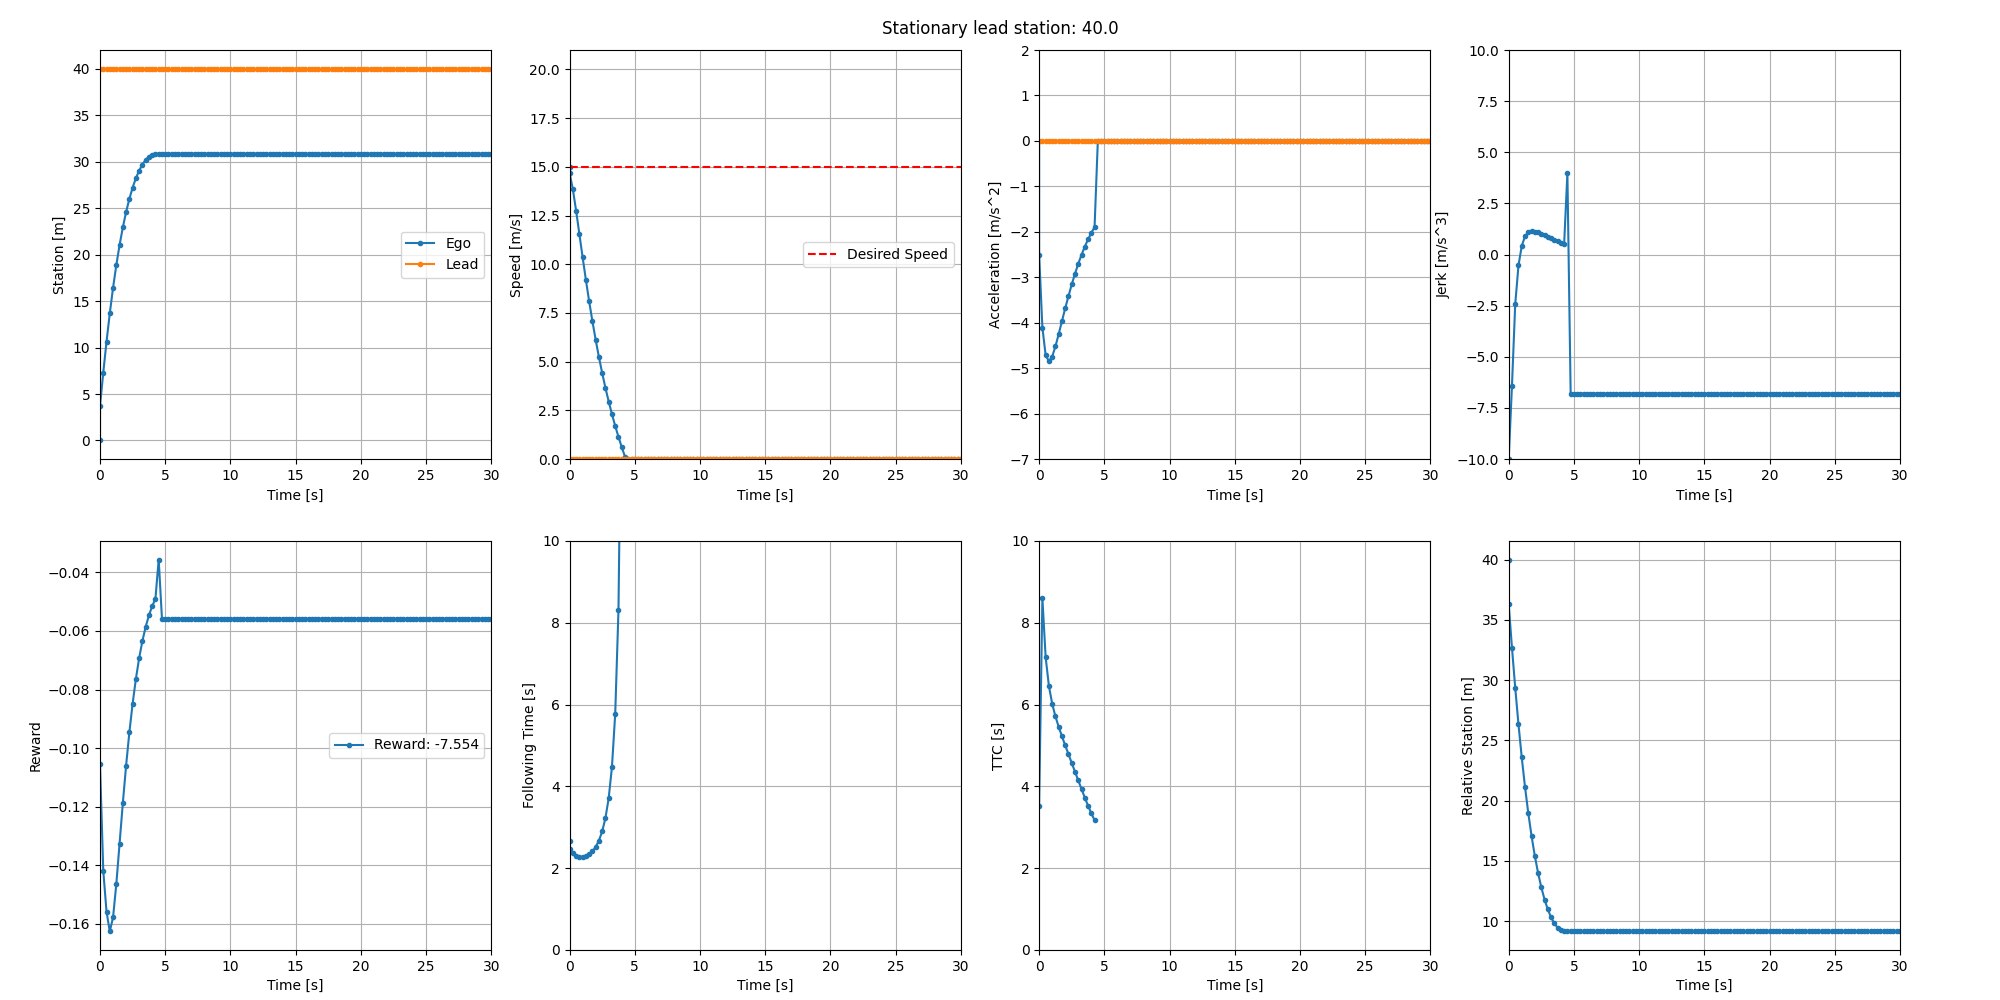 Stationary lead station: 40.0
Station [m]
40
35
30
25
20
15
10
5
0
Ego
Lead
0 5 10 15 20 25 30
Time [s]
Speed [m/s]
20.0
17.5
15.0
12.5
10.0
7.5
5.0
2.5
0.0
Desired Speed
0 5 10 15 20 25 30
Time [s]
Acceleration [m/s^2]
2
1
0
−1
−2
−3
−4
−5
−6
−7
0 5 10 15 20 25 30
Time [s]
Jerk [m/s^3]
10.0
7.5
5.0
2.5
0.0
−2.5
−5.0
−7.5
−10.0
0 5 10 15 20 25 30
Time [s]
Reward
−0.04
−0.06
−0.08
−0.10
−0.12
−0.14
−0.16
Reward: -7.554
0 5 10 15 20 25 30
Time [s]
Following Time [s]
10
8
6
4
2
0
0 5 10 15 20 25 30
Time [s]
TTC [s]
10
8
6
4
2
0
0 5 10 15 20 25 30
Time [s]
Relative Station [m]
40
35
30
25
20
15
10
0 5 10 15 20 25 30
Time [s]